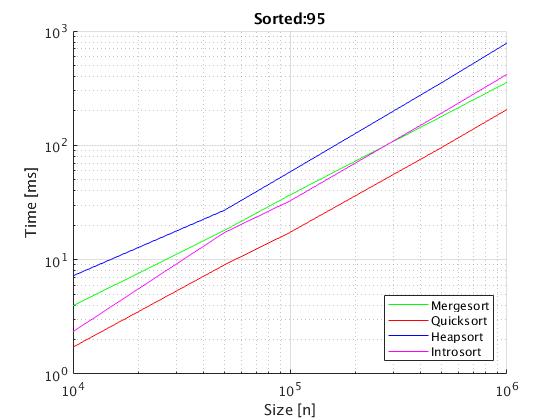 Sorted:95
10^3
10^2
10^1
10^0
Time [ms]
Mergesort
Quicksort
Heapsort
Introsort
10^4
10^5
10^6
Size [n]